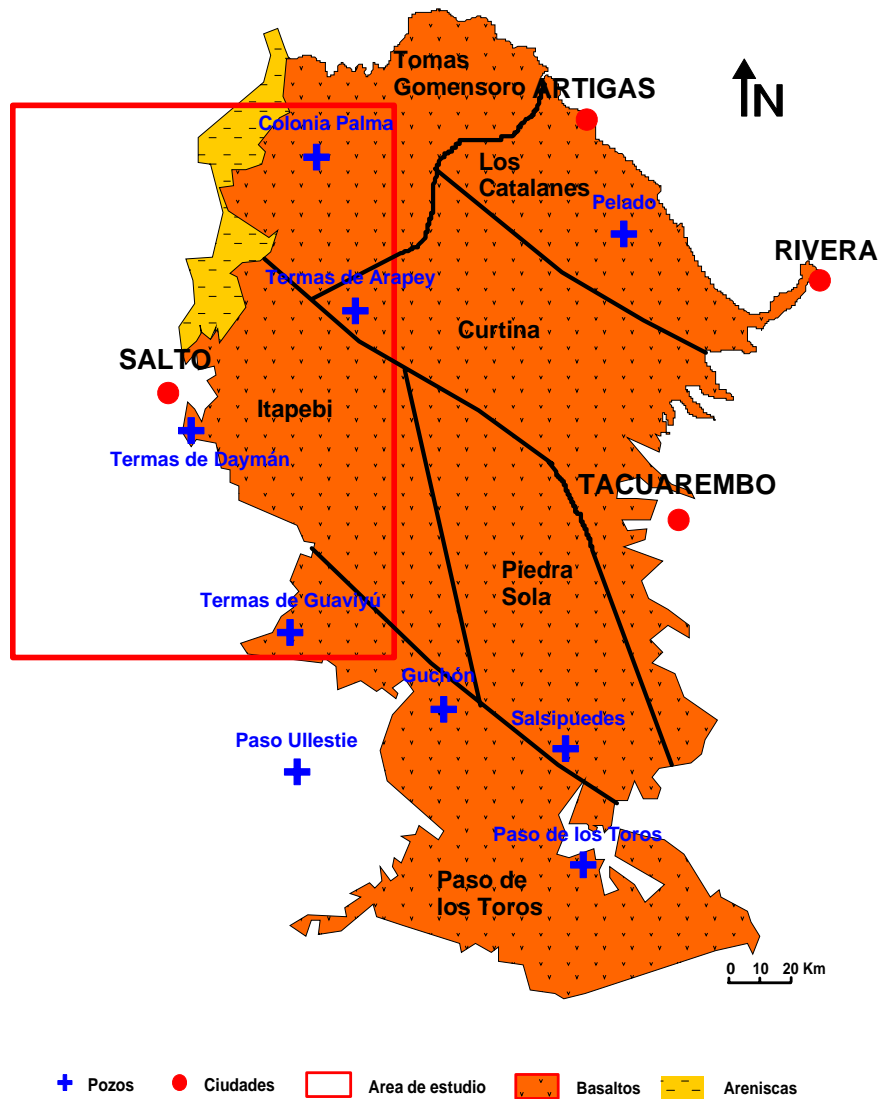 Tomas
Gomensoro
ARTIGAS
N
Colonia Palma
Los
Catalanes
Pelado
RIVERA
Termas de Arapey
Curtina
SALTO
Itapebi
Termas de Daymán
TACUAREMBO
Piedra
Sola
Termas de Guaviyú
Guchón
Salsipuedes
Paso Ullestie
Paso de los Toros
Paso de
los Toros
0 10 20 Km
Pozos
Ciudades
Area de estudio
Basaltos
Areniscas